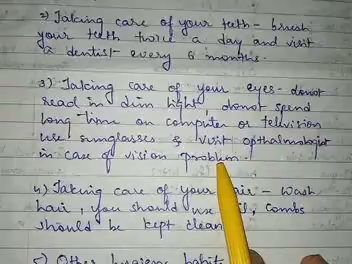 2) Taking care of your teeth - brush
your teeth twice a day and visit
a dentist every 6 months.
3) Taking care of your eyes - donot
read in dim light, donot spend
long time on computer or television
use sunglasses & visit opthalmologist
in case of vision problem.
4) Taking care of your hair - wash
hair, you should use oil, combs
should be kept clean
5) Other hygiene habits